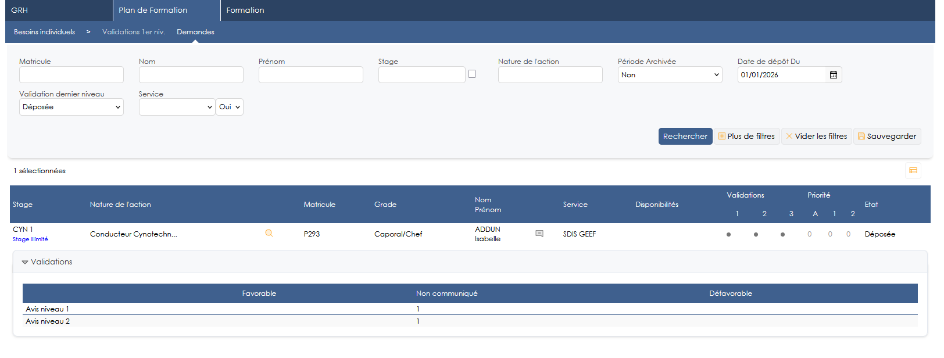 GRH Plan de Formation Formation
Besoins individuels > Validations 1er niv. Demandes
Matricule Nom Prénom Stage Nature de l'action Période Archivée Date de dépôt Du
Non 01/01/2026
Validation dernier niveau Service
Déposée Oui
Rechercher Plus de filtres Vider les filtres Sauvegarder
1 sélectionnées
Stage Nature de l'action Matricule Grade Nom Prénom Service Disponibilités Validations Priorité Etat
1 2 3 A 1 2
CYN 1 Conducteur Cynotechn... P293 Caporal/Chef ADDUN SDIS GEEF 0 0 0 Déposée
Stage illimité Isabelle
Validations
Favorable Non communiqué Défavorable
Avis niveau 1 1
Avis niveau 2 1